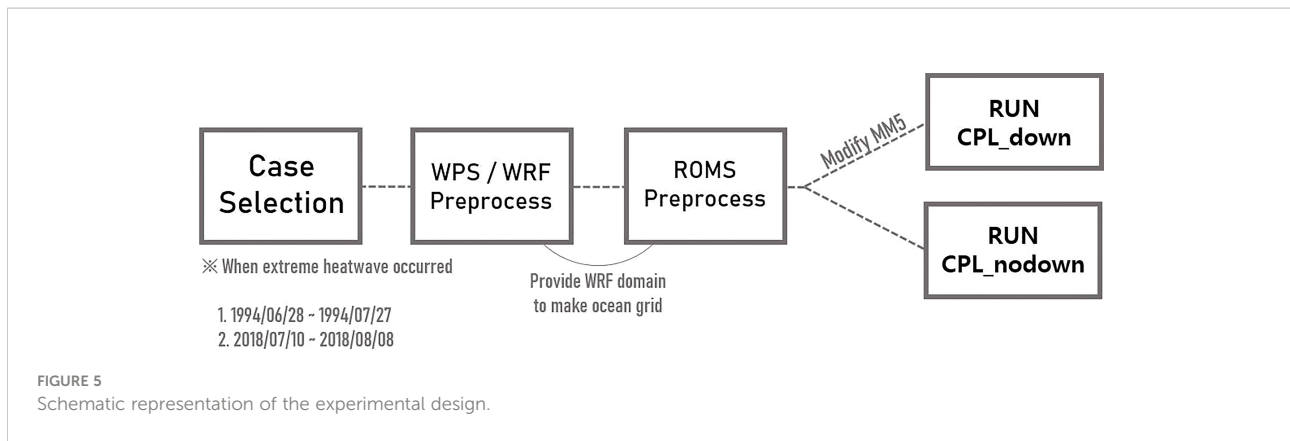 Case
Selection
WPS / WRF
Preprocess
ROMS
Preprocess
Modify MM5
RUN
CPL_down
RUN
CPL_nodown
※ When extreme heatwave occurred
1. 1994/06/28 ~ 1994/07/27
2. 2018/07/10 ~ 2018/08/08
Provide WRF domain
to make ocean grid
FIGURE 5
Schematic representation of the experimental design.